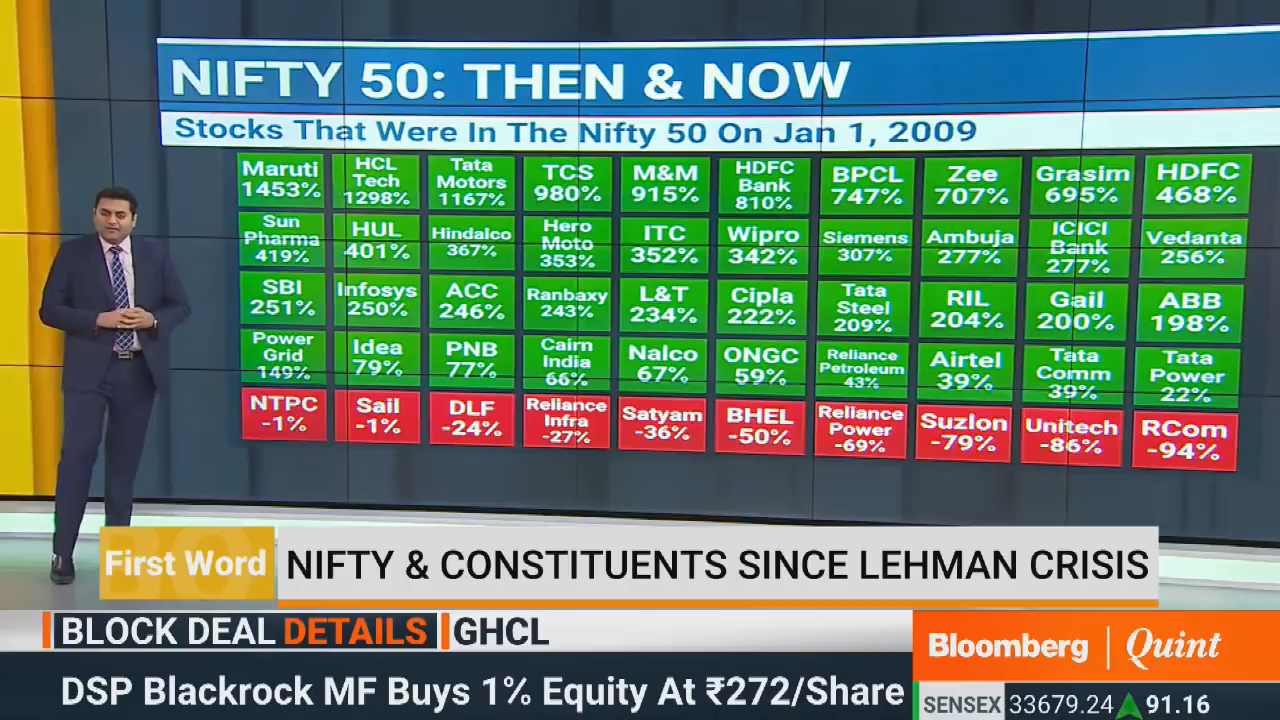 NIFTY 50: THEN & NOW
Stocks That Were In The Nifty 50 On Jan 1, 2009
Maruti
1453%
HCL
Tech
1298%
Tata
Motors
1167%
TCS
980%
M&M
915%
HDFC
Bank
810%
BPCL
747%
Zee
707%
Grasim
695%
HDFC
468%
Sun
Pharma
419%
HUL
401%
Hindalco
367%
Hero
Moto
353%
ITC
352%
Wipro
342%
Siemens
307%
Ambuja
277%
ICICI
Bank
277%
Vedanta
256%
SBI
251%
Infosys
250%
ACC
246%
Ranbaxy
243%
L&T
234%
Cipla
222%
Tata
Steel
209%
RIL
204%
Gail
200%
ABB
198%
Power
Grid
149%
Idea
79%
PNB
77%
Cairn
India
66%
Nalco
67%
ONGC
59%
Reliance
Petroleum
43%
Airtel
39%
Tata
Comm
39%
Tata
Power
22%
NTPC
-1%
Sail
-1%
DLF
-24%
Reliance
Infra
-27%
Satyam
-36%
BHEL
-50%
Reliance
Power
-69%
Suzlon
-79%
Unitech
-86%
RCom
-94%
First Word
NIFTY & CONSTITUENTS SINCE LEHMAN CRISIS
BLOCK DEAL DETAILS GHCL
DSP Blackrock MF Buys 1% Equity At ₹272/Share
Bloomberg | Quint
SENSEX 33679.24 ▲ 91.16